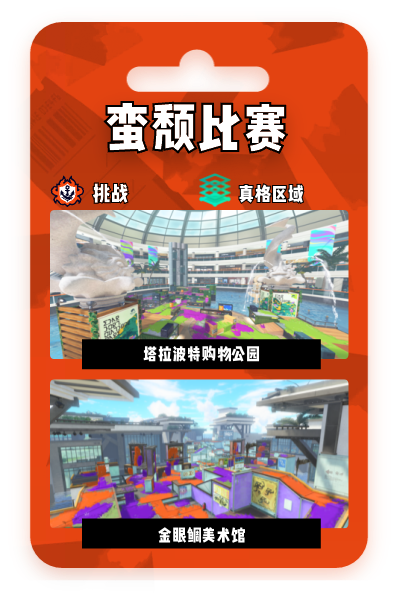 蛮颓比赛
挑战
真格区域
塔拉波特购物公园
金眼鲷美术馆